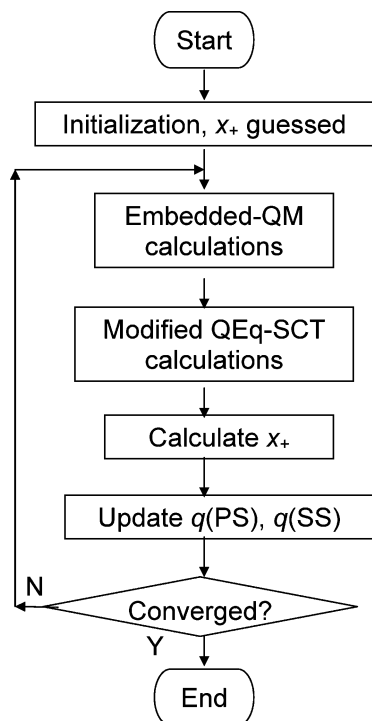 Start
Initialization, x+ guessed
Embedded-QM
calculations
Modified QEq-SCT
calculations
Calculate x+
Update q(PS), q(SS)
N
Converged?
Y
End